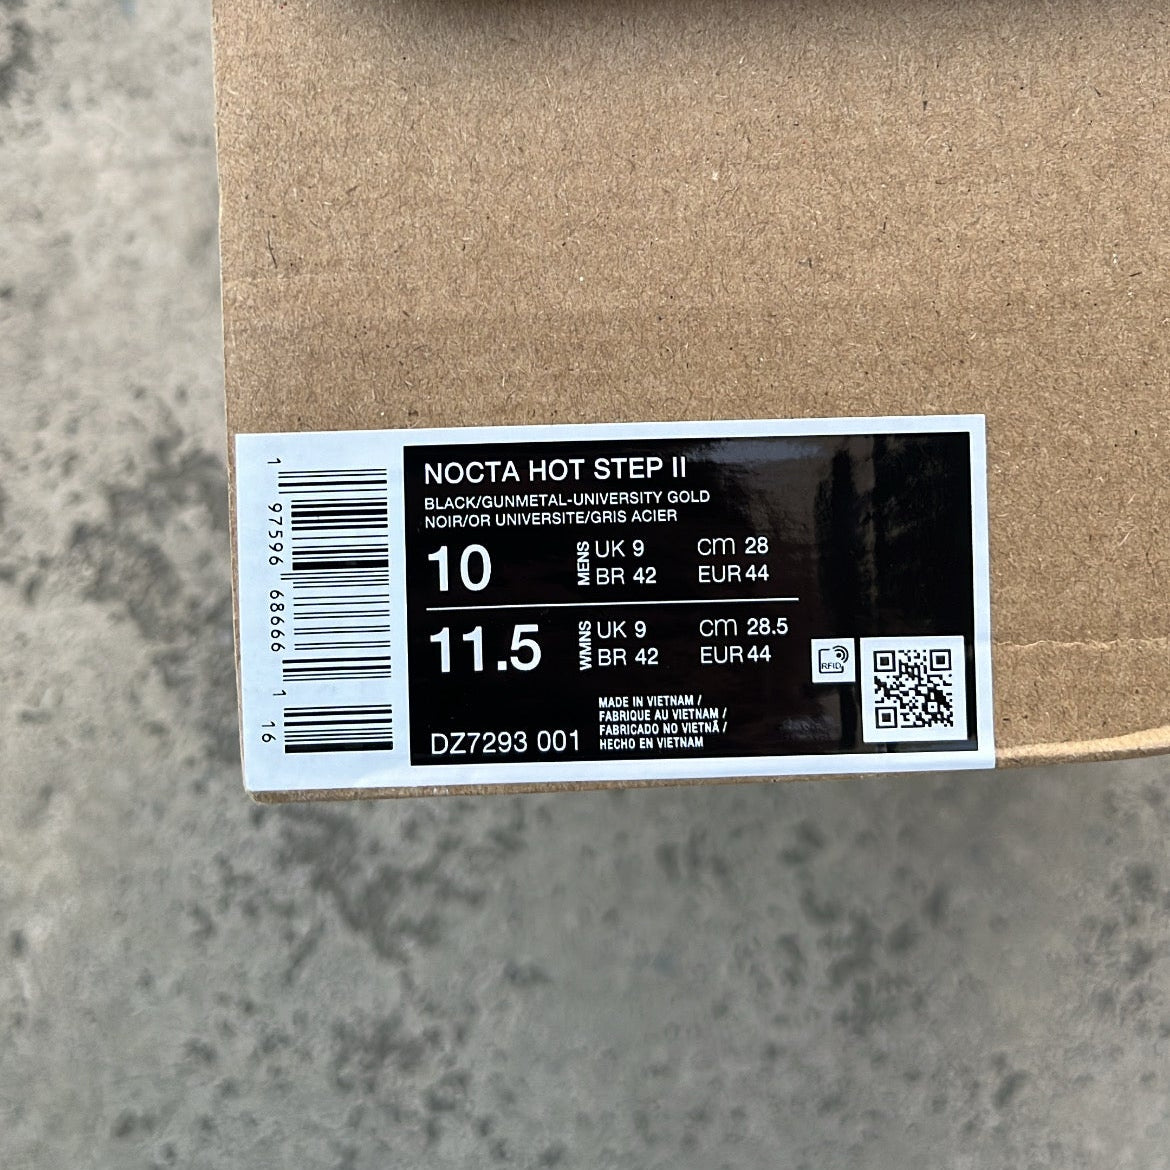 NOCTA HOT STEP II
BLACK/GUNMETAL-UNIVERSITY GOLD
NOIR/OR UNIVERSITE/GRIS ACIER
10 MENS UK 9 CM 28
BR 42 EUR 44
11.5 WMNS UK 9 CM 28.5
BR 42 EUR 44
RFID
MADE IN VIETNAM /
FABRIQUE AU VIETNAM /
FABRICADO NO VIETNÃ /
HECHO EN VIETNAM
DZ7293 001
1 97596 68666 1 16